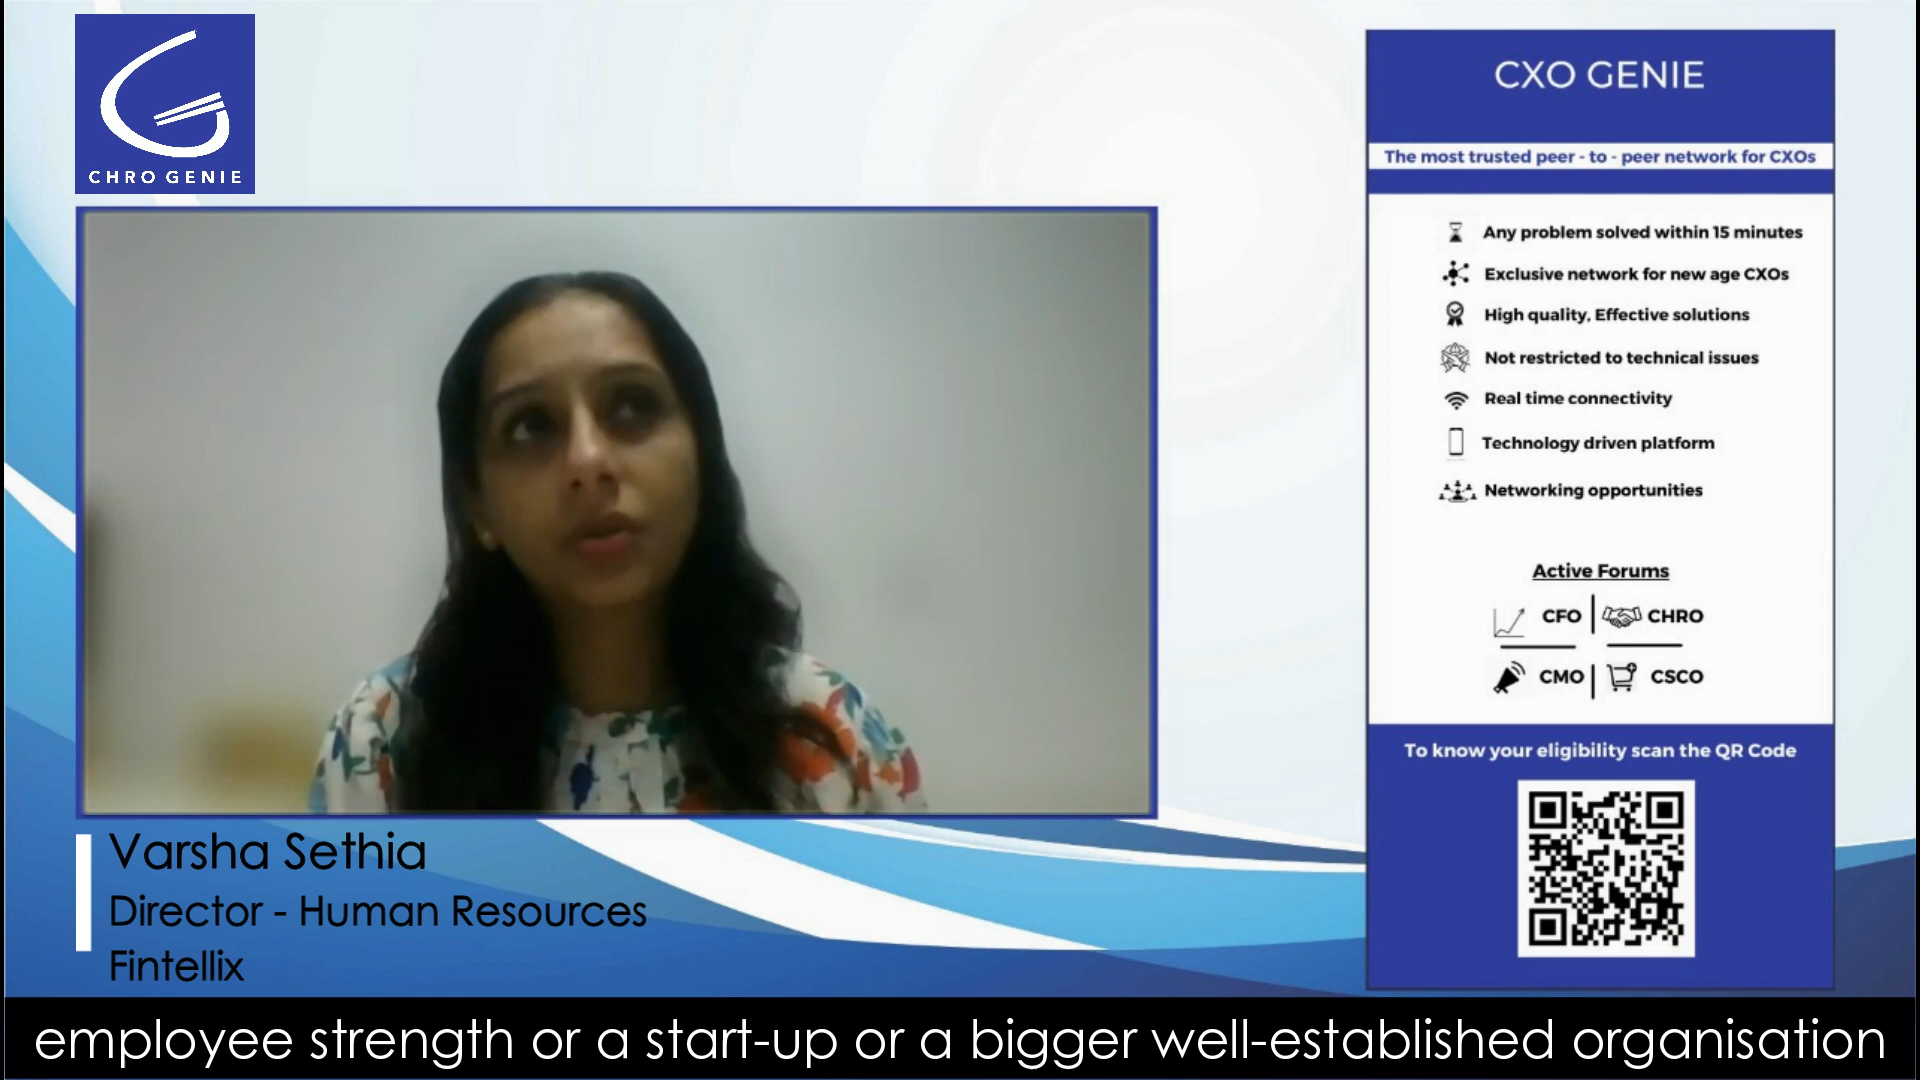 CHRO GENIE
CXO GENIE
The most trusted peer - to - peer network for CXOs
Any problem solved within 15 minutes
Exclusive network for new age CXOs
High quality, Effective solutions
Not restricted to technical issues
Real time connectivity
Technology driven platform
Networking opportunities
Active Forums
CFO CHRO
CMO CSCO
To know your eligibility scan the QR Code
Varsha Sethia
Director - Human Resources
Fintellix
employee strength or a start-up or a bigger well-established organisation